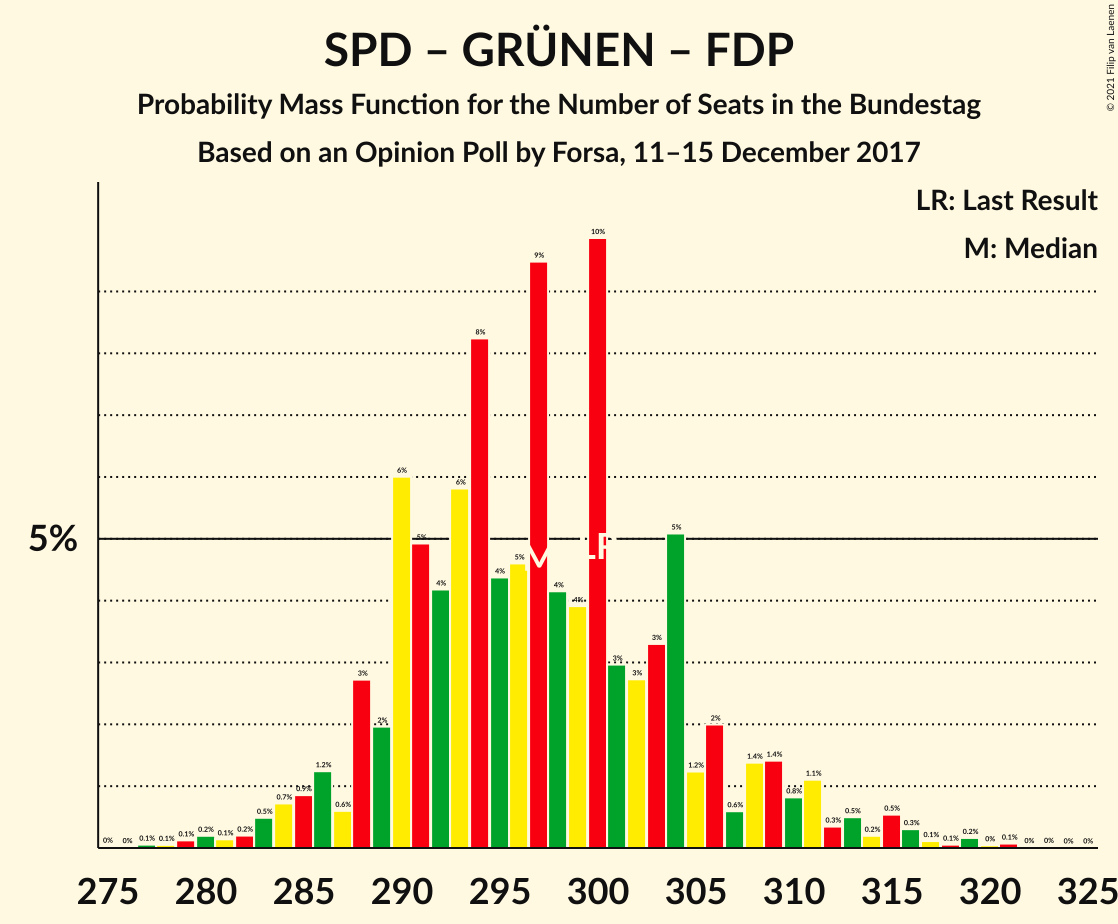 SPD – GRÜNEN – FDP
Probability Mass Function for the Number of Seats in the Bundestag
Based on an Opinion Poll by Forsa, 11–15 December 2017
© 2021 Filip van Laenen
LR: Last Result
M: Median
5%
0% 0% 0.1% 0.1% 0.1% 0.2% 0.1% 0.2% 0.5% 0.7% 0.9% 1.2% 0.6% 3% 2% 6% 5% 4% 6% 8% 4% 5% 9% 4% 4% 10% 3% 3% 3% 5% 1.2% 2% 0.6% 1.4% 1.4% 0.8% 1.1% 0.3% 0.5% 0.2% 0.5% 0.3% 0.1% 0.1% 0.2% 0% 0.1% 0% 0% 0% 0%
M LR
275 280 285 290 295 300 305 310 315 320 325